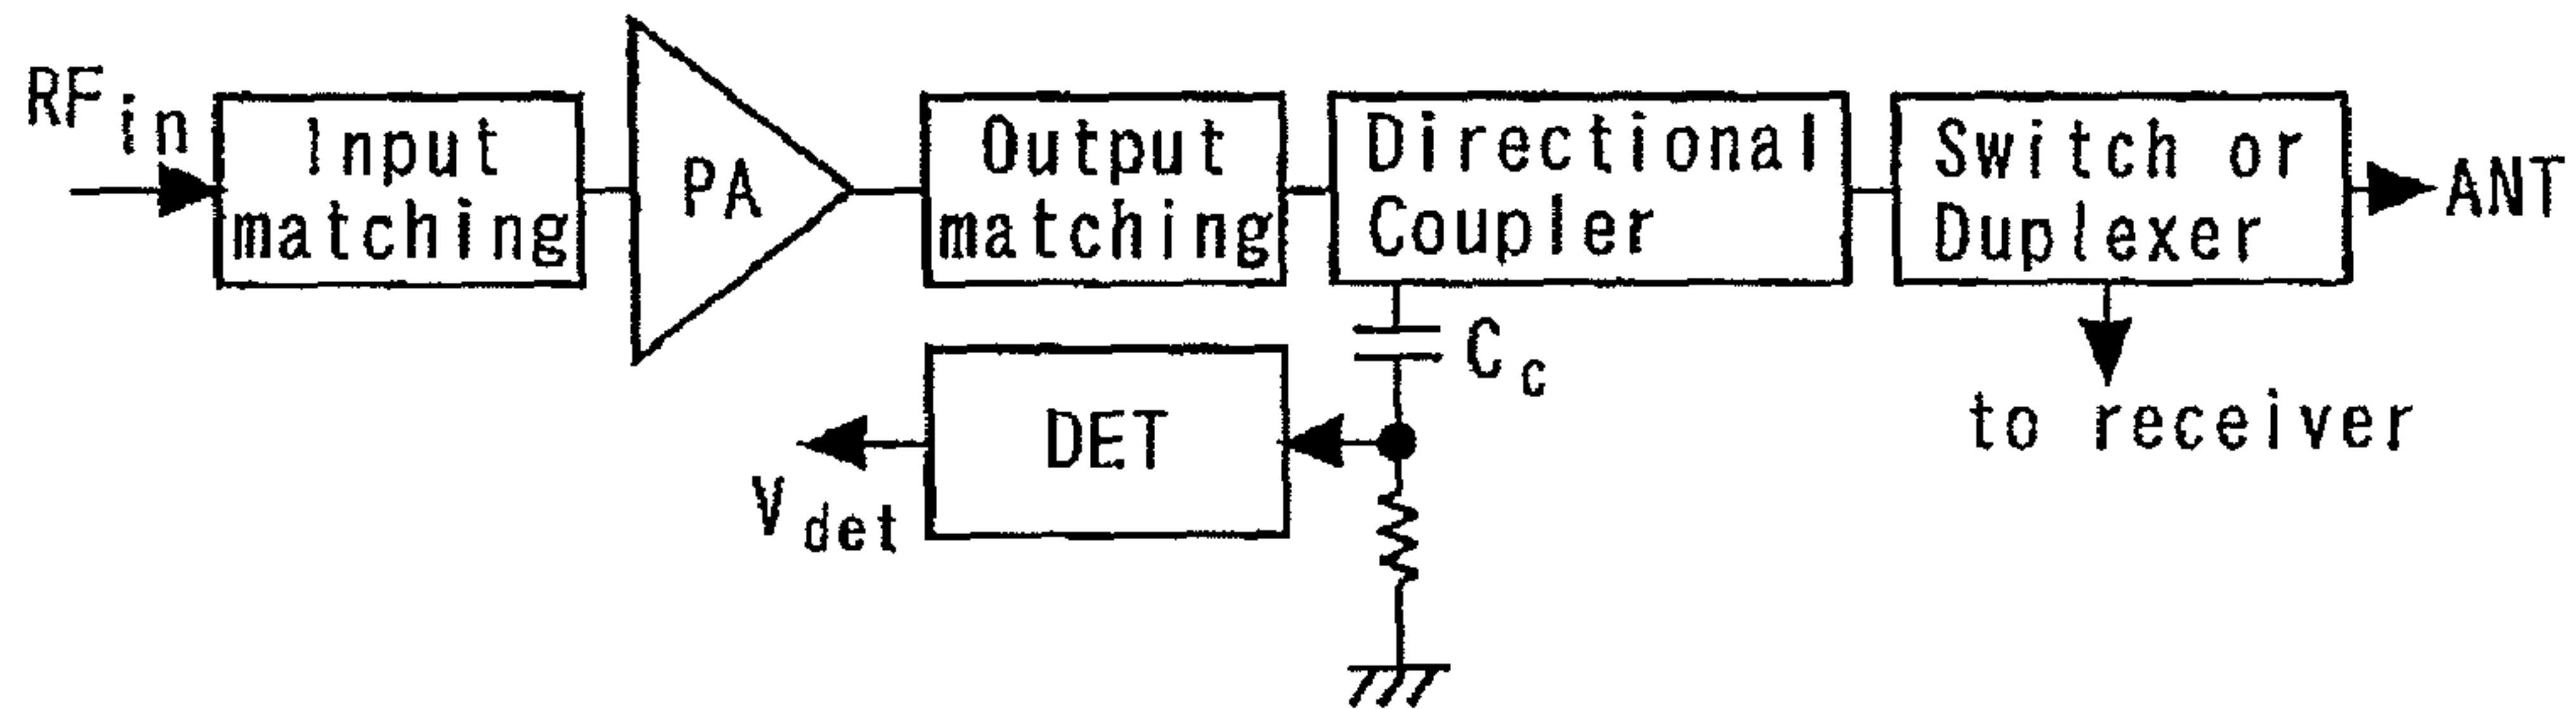 RFin
Input
matching
PA
Output
matching
Directional
Coupler
Switch or
Duplexer
ANT
Cc
DET
Vdet
to receiver